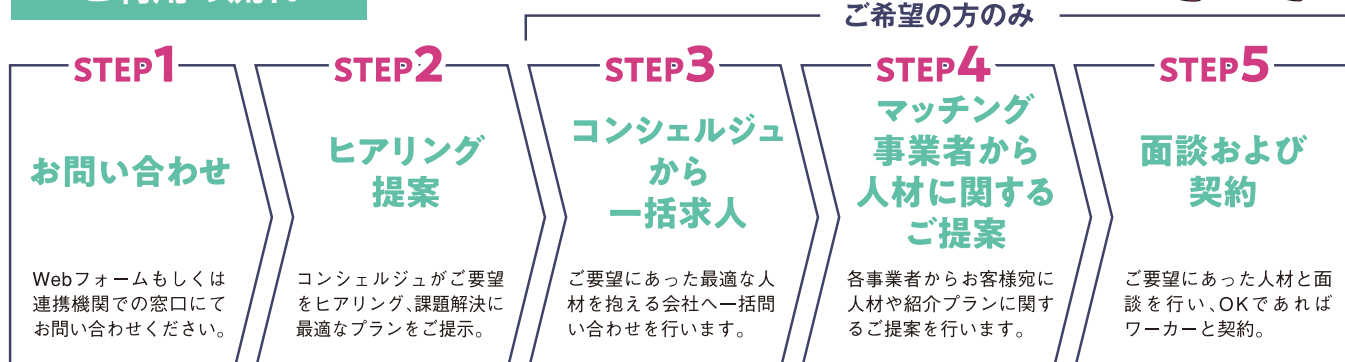 ご利用の流れ
ご希望の方のみ
STEP1
お問い合わせ
Webフォームもしくは
連携機関での窓口にて
お問い合わせください。
STEP2
ヒアリング
提案
コンシェルジュがご要望
をヒアリング、課題解決に
最適なプランをご提示。
STEP3
コンシェルジュ
から
一括求人
ご要望にあった最適な人
材を抱える会社へ一括問
い合わせを行います。
STEP4
マッチング
事業者から
人材に関する
ご提案
各事業者からお客様宛に
人材や紹介プランに関す
るご提案を行います。
STEP5
面談および
契約
ご要望にあった人材と面
談を行い、OKであれば
ワーカーと契約。